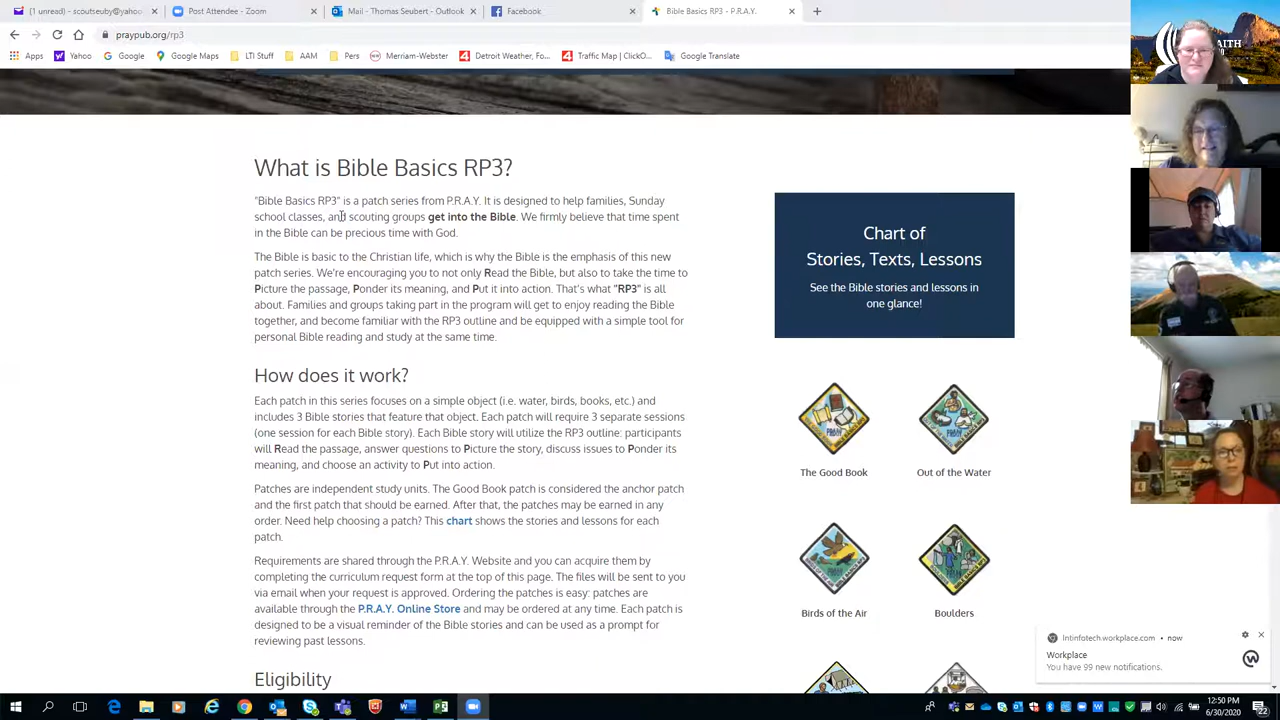 [1 unread] - scoutseuby@yahoo
Post Attendee - Zoom
Mail - Thomas Seubert - Outlook
Facebook
Bible Basics RP3 - P.R.A.Y.
praypub.org/rp3
Apps
Yahoo
Google
Google Maps
LTI Stuff
AAM
Pers
Merriam-Webster
Detroit Weather, Fo...
Traffic Map | ClickO...
Google Translate
AITH
What is Bible Basics RP3?
"Bible Basics RP3" is a patch series from P.R.A.Y. It is designed to help families, Sunday
school classes, and scouting groups get into the Bible. We firmly believe that time spent
in the Bible can be precious time with God.
The Bible is basic to the Christian life, which is why the Bible is the emphasis of this new
patch series. We're encouraging you to not only Read the Bible, but also to take the time to
Picture the passage, Ponder its meaning, and Put it into action. That's what "RP3" is all
about. Families and groups taking part in the program will get to enjoy reading the Bible
together, and become familiar with the RP3 outline and be equipped with a simple tool for
personal Bible reading and study at the same time.
How does it work?
Each patch in this series focuses on a simple object (i.e. water, birds, books, etc.) and
includes 3 Bible stories that feature that object. Each patch will require 3 separate sessions
(one session for each Bible story). Each Bible story will utilize the RP3 outline: participants
will Read the passage, answer questions to Picture the story, discuss issues to Ponder its
meaning, and choose an activity to Put into action.
Patches are independent study units. The Good Book patch is considered the anchor patch
and the first patch that should be earned. After that, the patches may be earned in any
order. Need help choosing a patch? This chart shows the stories and lessons for each
patch.
Requirements are shared through the P.R.A.Y. Website and you can acquire them by
completing the curriculum request form at the top of this page. The files will be sent to you
via email when your request is approved. Ordering the patches is easy: patches are
available through the P.R.A.Y. Online Store and may be ordered at any time. Each patch is
designed to be a visual reminder of the Bible stories and can be used as a prompt for
reviewing past lessons.
Eligibility
Chart of
Stories, Texts, Lessons
See the Bible stories and lessons in
one glance!
The Good Book
Out of the Water
Birds of the Air
Boulders
Intinfotech.workplace.com • now
Workplace
You have 99 new notifications.
12:50 PM
6/30/2020
22